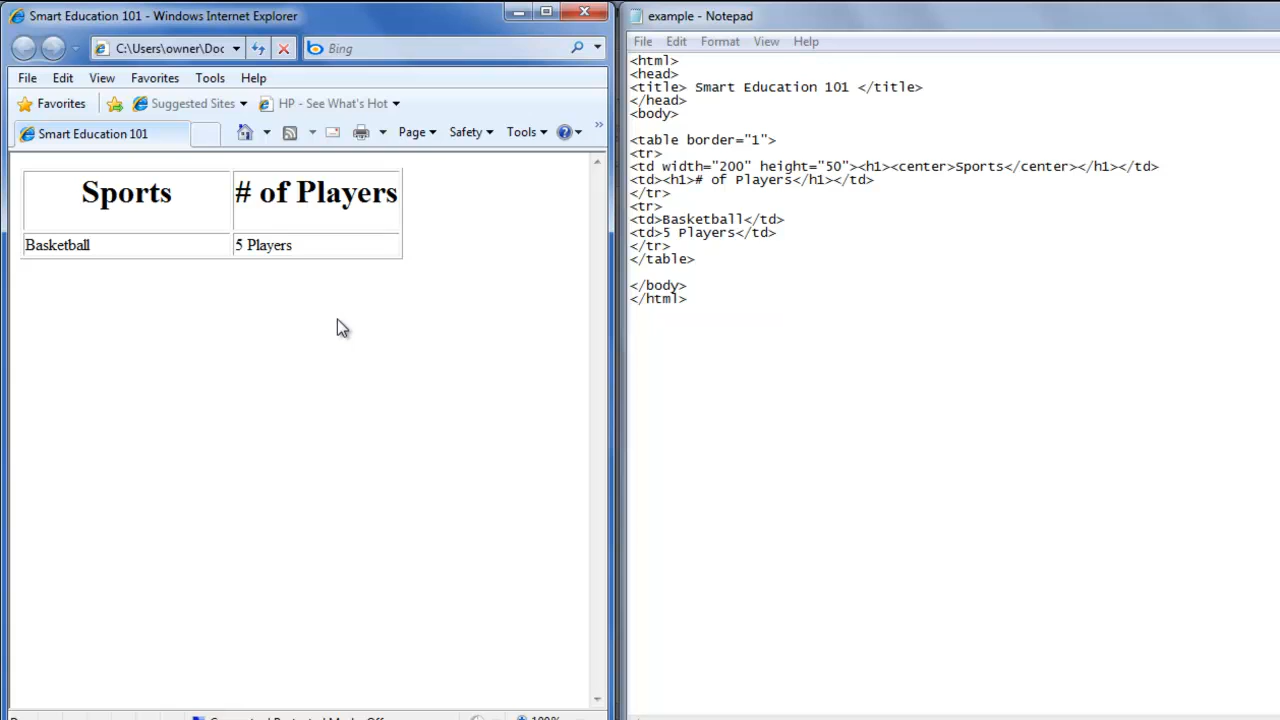 Smart Education 101 - Windows Internet Explorer
C:\Users\owner\Doc
Bing
File Edit View Favorites Tools Help
Favorites Suggested Sites HP - See What's Hot
Smart Education 101
Page Safety Tools
Sports # of Players
Basketball 5 Players
100%
example - Notepad
File Edit Format View Help
<html>
<head>
<title> Smart Education 101 </title>
</head>
<body>
<table border="1">
<tr>
<td width="200" height="50"><h1><center>Sports</center></h1></td>
<td><h1># of Players</h1></td>
</tr>
<tr>
<td>Basketball</td>
<td>5 Players</td>
</tr>
</table>
</body>
</html>